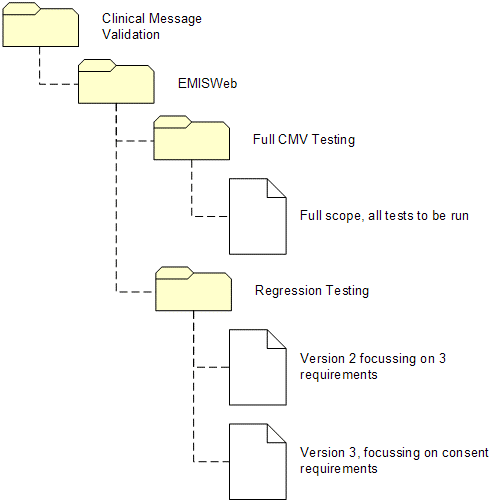 Clinical Message
Validation
EMISWeb
Full CMV Testing
Full scope, all tests to be run
Regression Testing
Version 2 focussing on 3
requirements
Version 3, focussing on consent
requirements